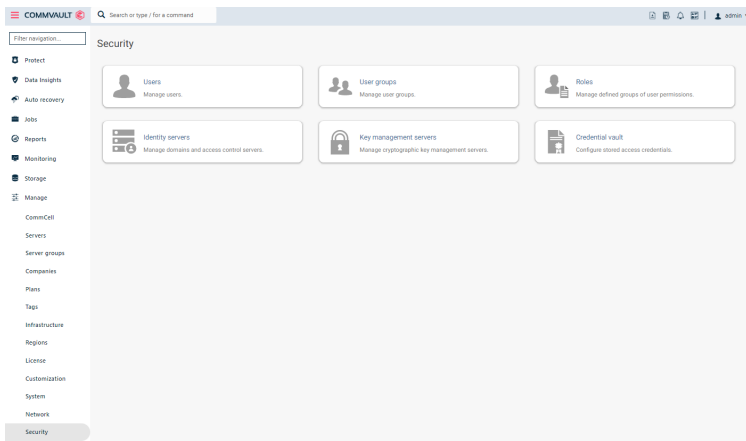 COMMVAULT
Search or type / for a command
admin
Filter navigation...
Protect
Data Insights
Auto recovery
Jobs
Reports
Monitoring
Storage
Manage
CommCell
Servers
Server groups
Companies
Plans
Tags
Infrastructure
Regions
License
Customization
System
Network
Security
Security
Users
Manage users.
User groups
Manage user groups.
Roles
Manage defined groups of user permissions.
Identity servers
Manage domains and access control servers.
Key management servers
Manage cryptographic key management servers.
Credential vault
Configure stored access credentials.